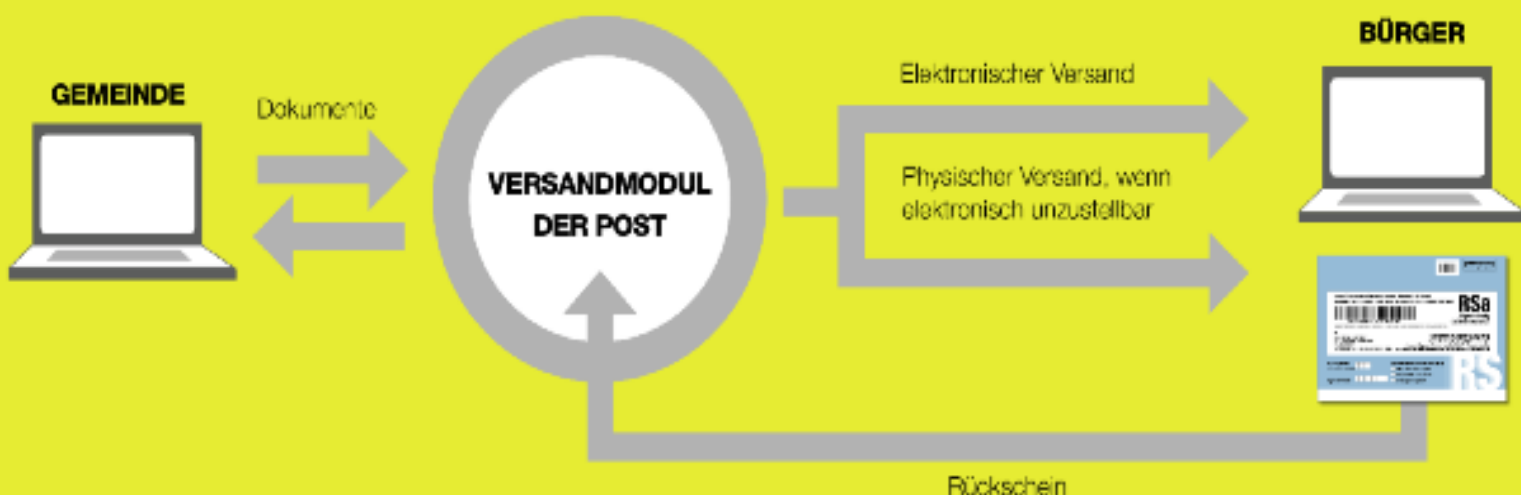 GEMEINDE
Dokumente
VERSANDMODUL
DER POST
Elektronischer Versand
Physischer Versand, wenn
elektronisch unzustellbar
BÜRGER
RSa
RS
Rückschein